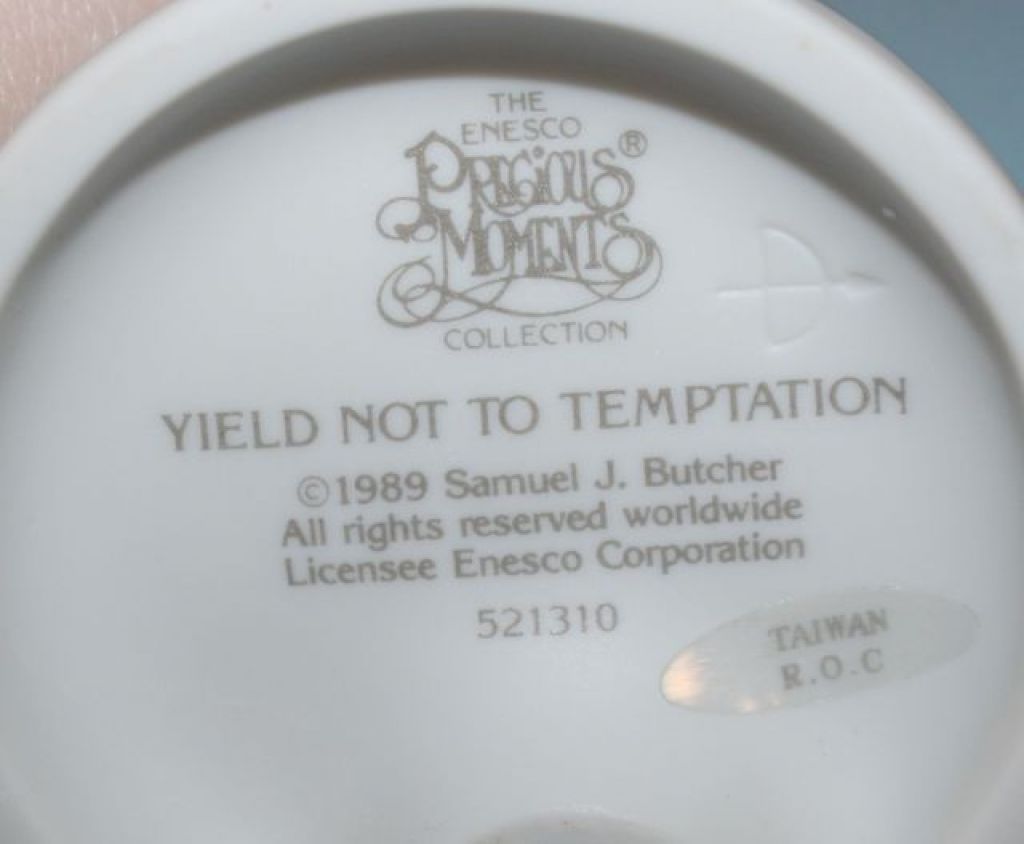 THE
ENESCO
PRECIOUS®
MOMENTS
COLLECTION
YIELD NOT TO TEMPTATION
©1989 Samuel J. Butcher
All rights reserved worldwide
Licensee Enesco Corporation
521310
TAIWAN
R.O.C